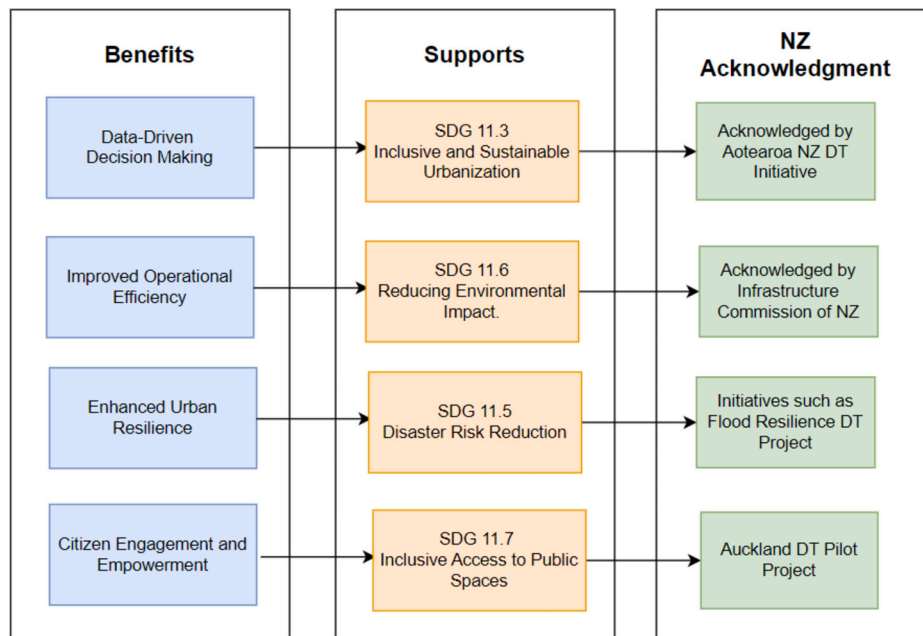 Benefits
Data-Driven
Decision Making
Improved Operational
Efficiency
Enhanced Urban
Resilience
Citizen Engagement and
Empowerment
Supports
SDG 11.3
Inclusive and Sustainable
Urbanization
SDG 11.6
Reducing Environmental
Impact.
SDG 11.5
Disaster Risk Reduction
SDG 11.7
Inclusive Access to Public
Spaces
NZ
Acknowledgment
Acknowledged by
Aotearoa NZ DT
Initiative
Acknowledged by
Infrastructure
Commission of NZ
Initiatives such as
Flood Resilience DT
Project
Auckland DT Pilot
Project